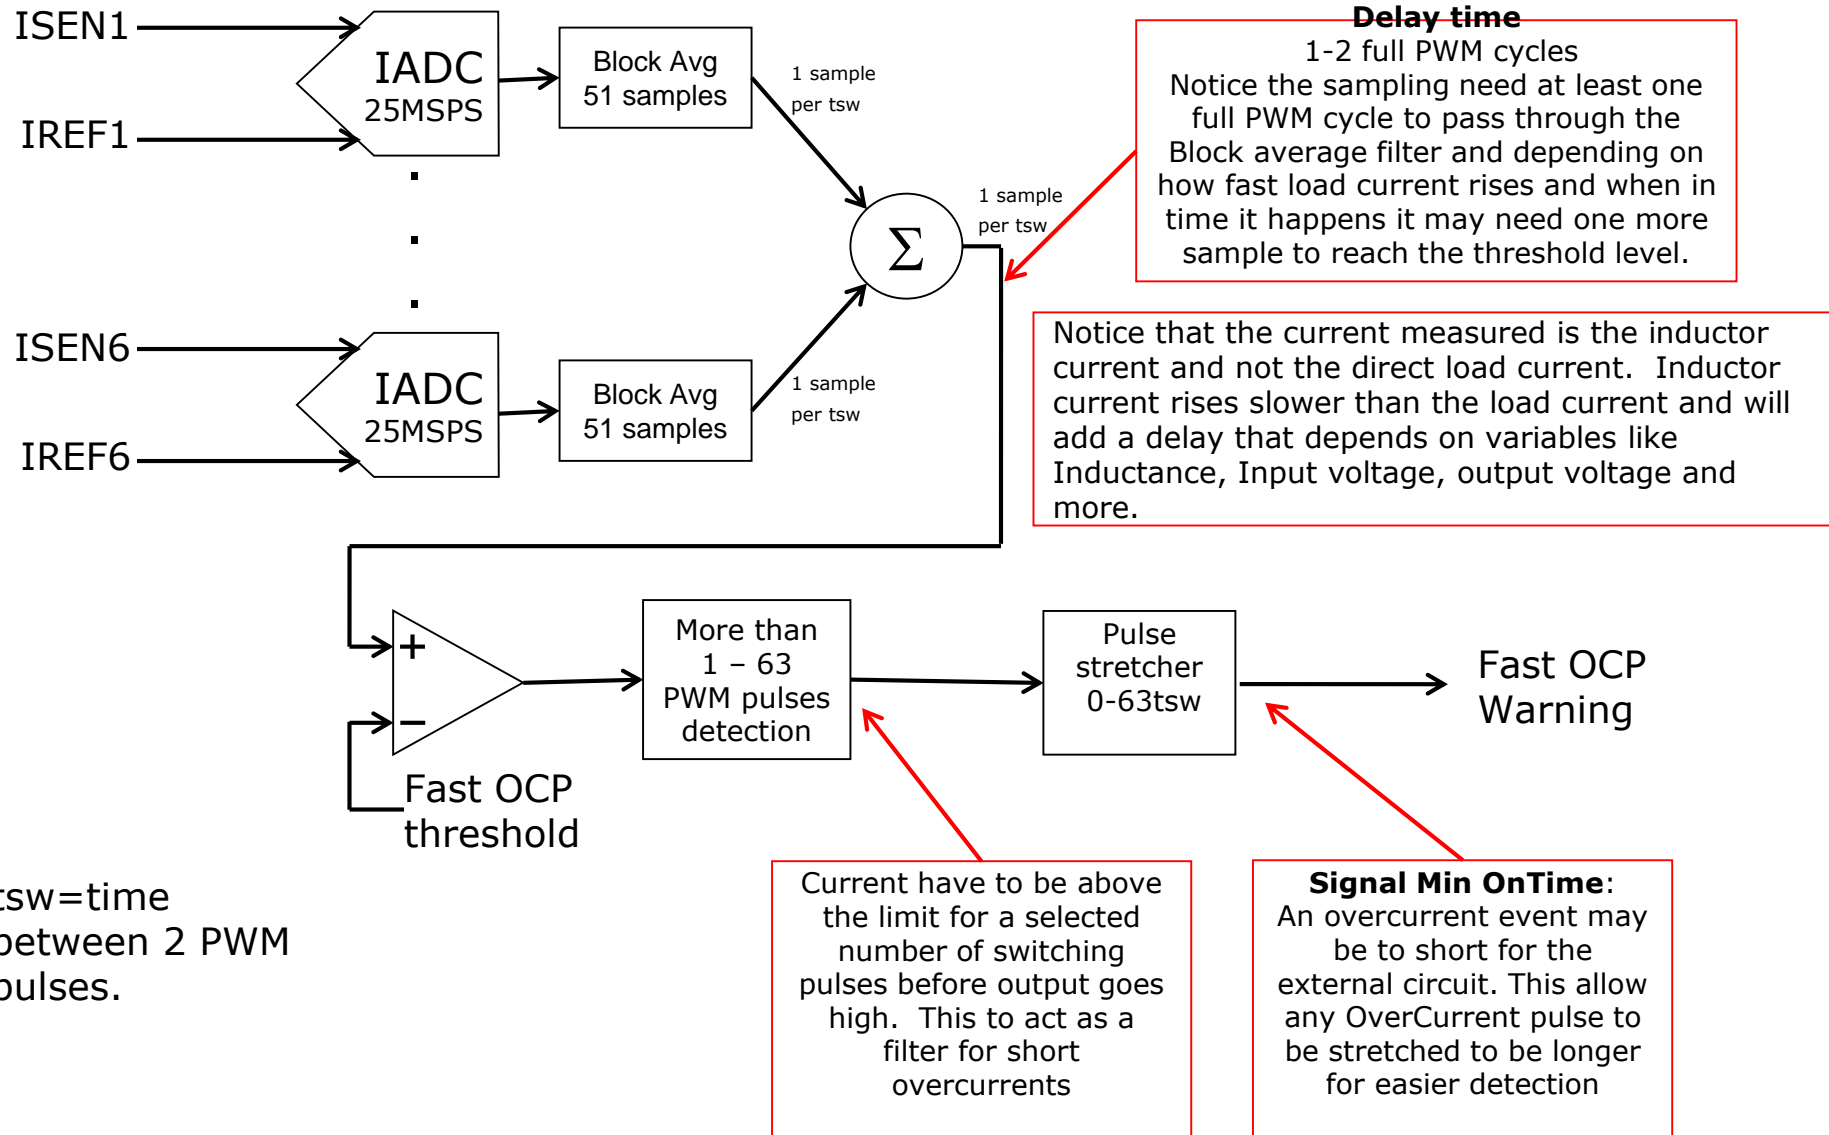 ISEN1
IREF1
IADC
25MSPS
Block Avg
51 samples
1 sample
per tsw
ISEN6
IREF6
IADC
25MSPS
Block Avg
51 samples
1 sample
per tsw
Σ
1 sample
per tsw
Delay time
1-2 full PWM cycles
Notice the sampling need at least one
full PWM cycle to pass through the
Block average filter and depending on
how fast load current rises and when in
time it happens it may need one more
sample to reach the threshold level.
Notice that the current measured is the inductor
current and not the direct load current. Inductor
current rises slower than the load current and will
add a delay that depends on variables like
Inductance, Input voltage, output voltage and
more.
+
−
Fast OCP
threshold
More than
1 – 63
PWM pulses
detection
Pulse
stretcher
0-63tsw
Fast OCP
Warning
tsw=time
between 2 PWM
pulses.
Current have to be above
the limit for a selected
number of switching
pulses before output goes
high. This to act as a
filter for short
overcurrents
Signal Min OnTime:
An overcurrent event may
be to short for the
external circuit. This allow
any OverCurrent pulse to
be stretched to be longer
for easier detection